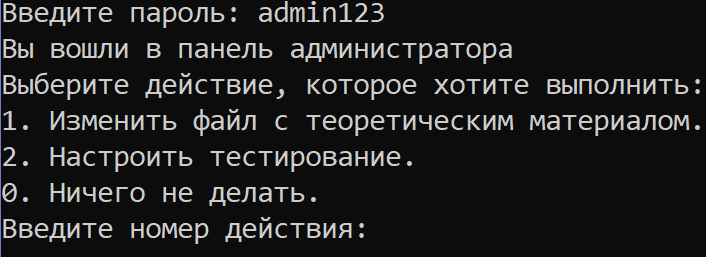 Введите пароль: admin123
Вы вошли в панель администратора
Выберите действие, которое хотите выполнить:
1. Изменить файл с теоретическим материалом.
2. Настроить тестирование.
0. Ничего не делать.
Введите номер действия: